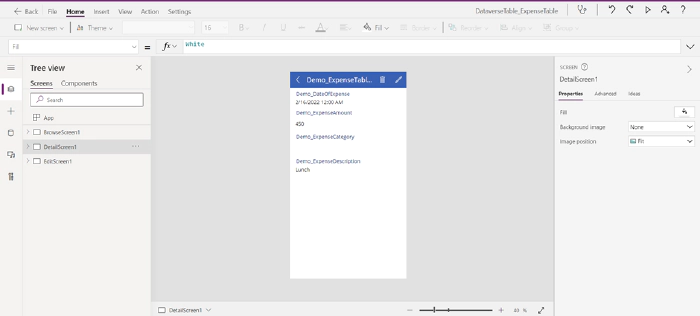 Back File Home Insert View Action Settings DataverseTable_ExpenseTable
New screen Theme 16 B Fill Border Reorder Align Group
Fill = fx White
Tree view
Screens Components
Search
App
BrowseScreen1
DetailScreen1
EditScreen1
Demo_ExpenseTabl...
Demo_DateOfExpense
2/16/2022 12:00 AM
Demo_ExpenseAmount
450
Demo_ExpenseCategory
Demo_ExpenseDescription
Lunch
SCREEN
DetailScreen1
Properties Advanced Ideas
Fill
Background image None
Image position Fit
DetailScreen1 40 %